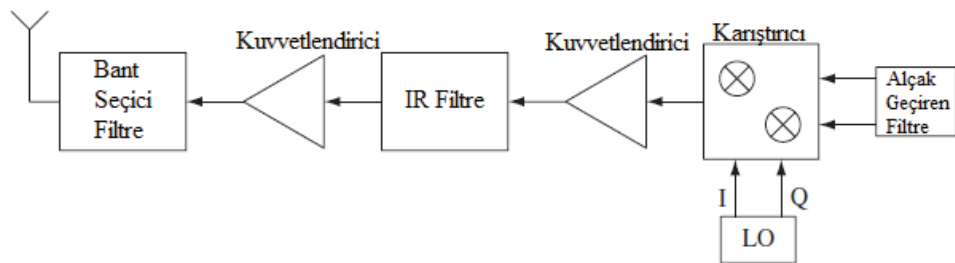 Bant
Seçici
Filtre
Kuvvetlendirici
IR Filtre
Kuvvetlendirici
Karıştırıcı
Alçak
Geçiren
Filtre
I
Q
LO